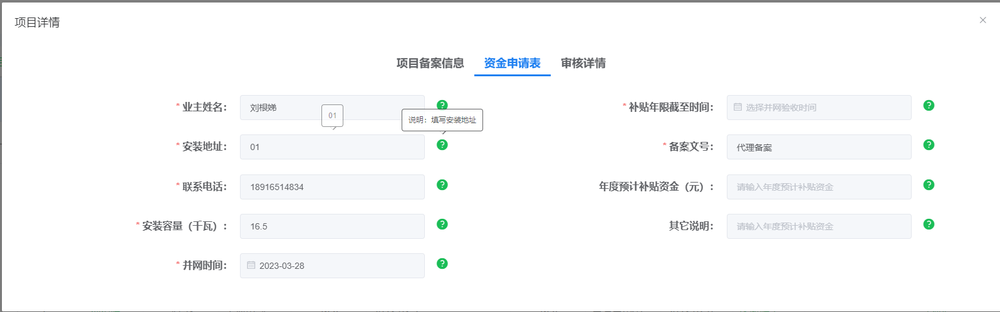 项目详情
项目备案信息 资金申请表 审核详情
* 业主姓名： 刘根娣 ?
* 补贴年限截至时间： 选择并网验收时间 ?
01
说明：填写安装地址
* 安装地址： 01 ?
* 备案文号： 代理备案 ?
* 联系电话： 18916514834 ?
年度预计补贴资金（元）： 请输入年度预计补贴资金 ?
* 安装容量（千瓦）： 16.5 ?
其它说明： 请输入年度预计补贴资金 ?
* 并网时间： 2023-03-28 ?